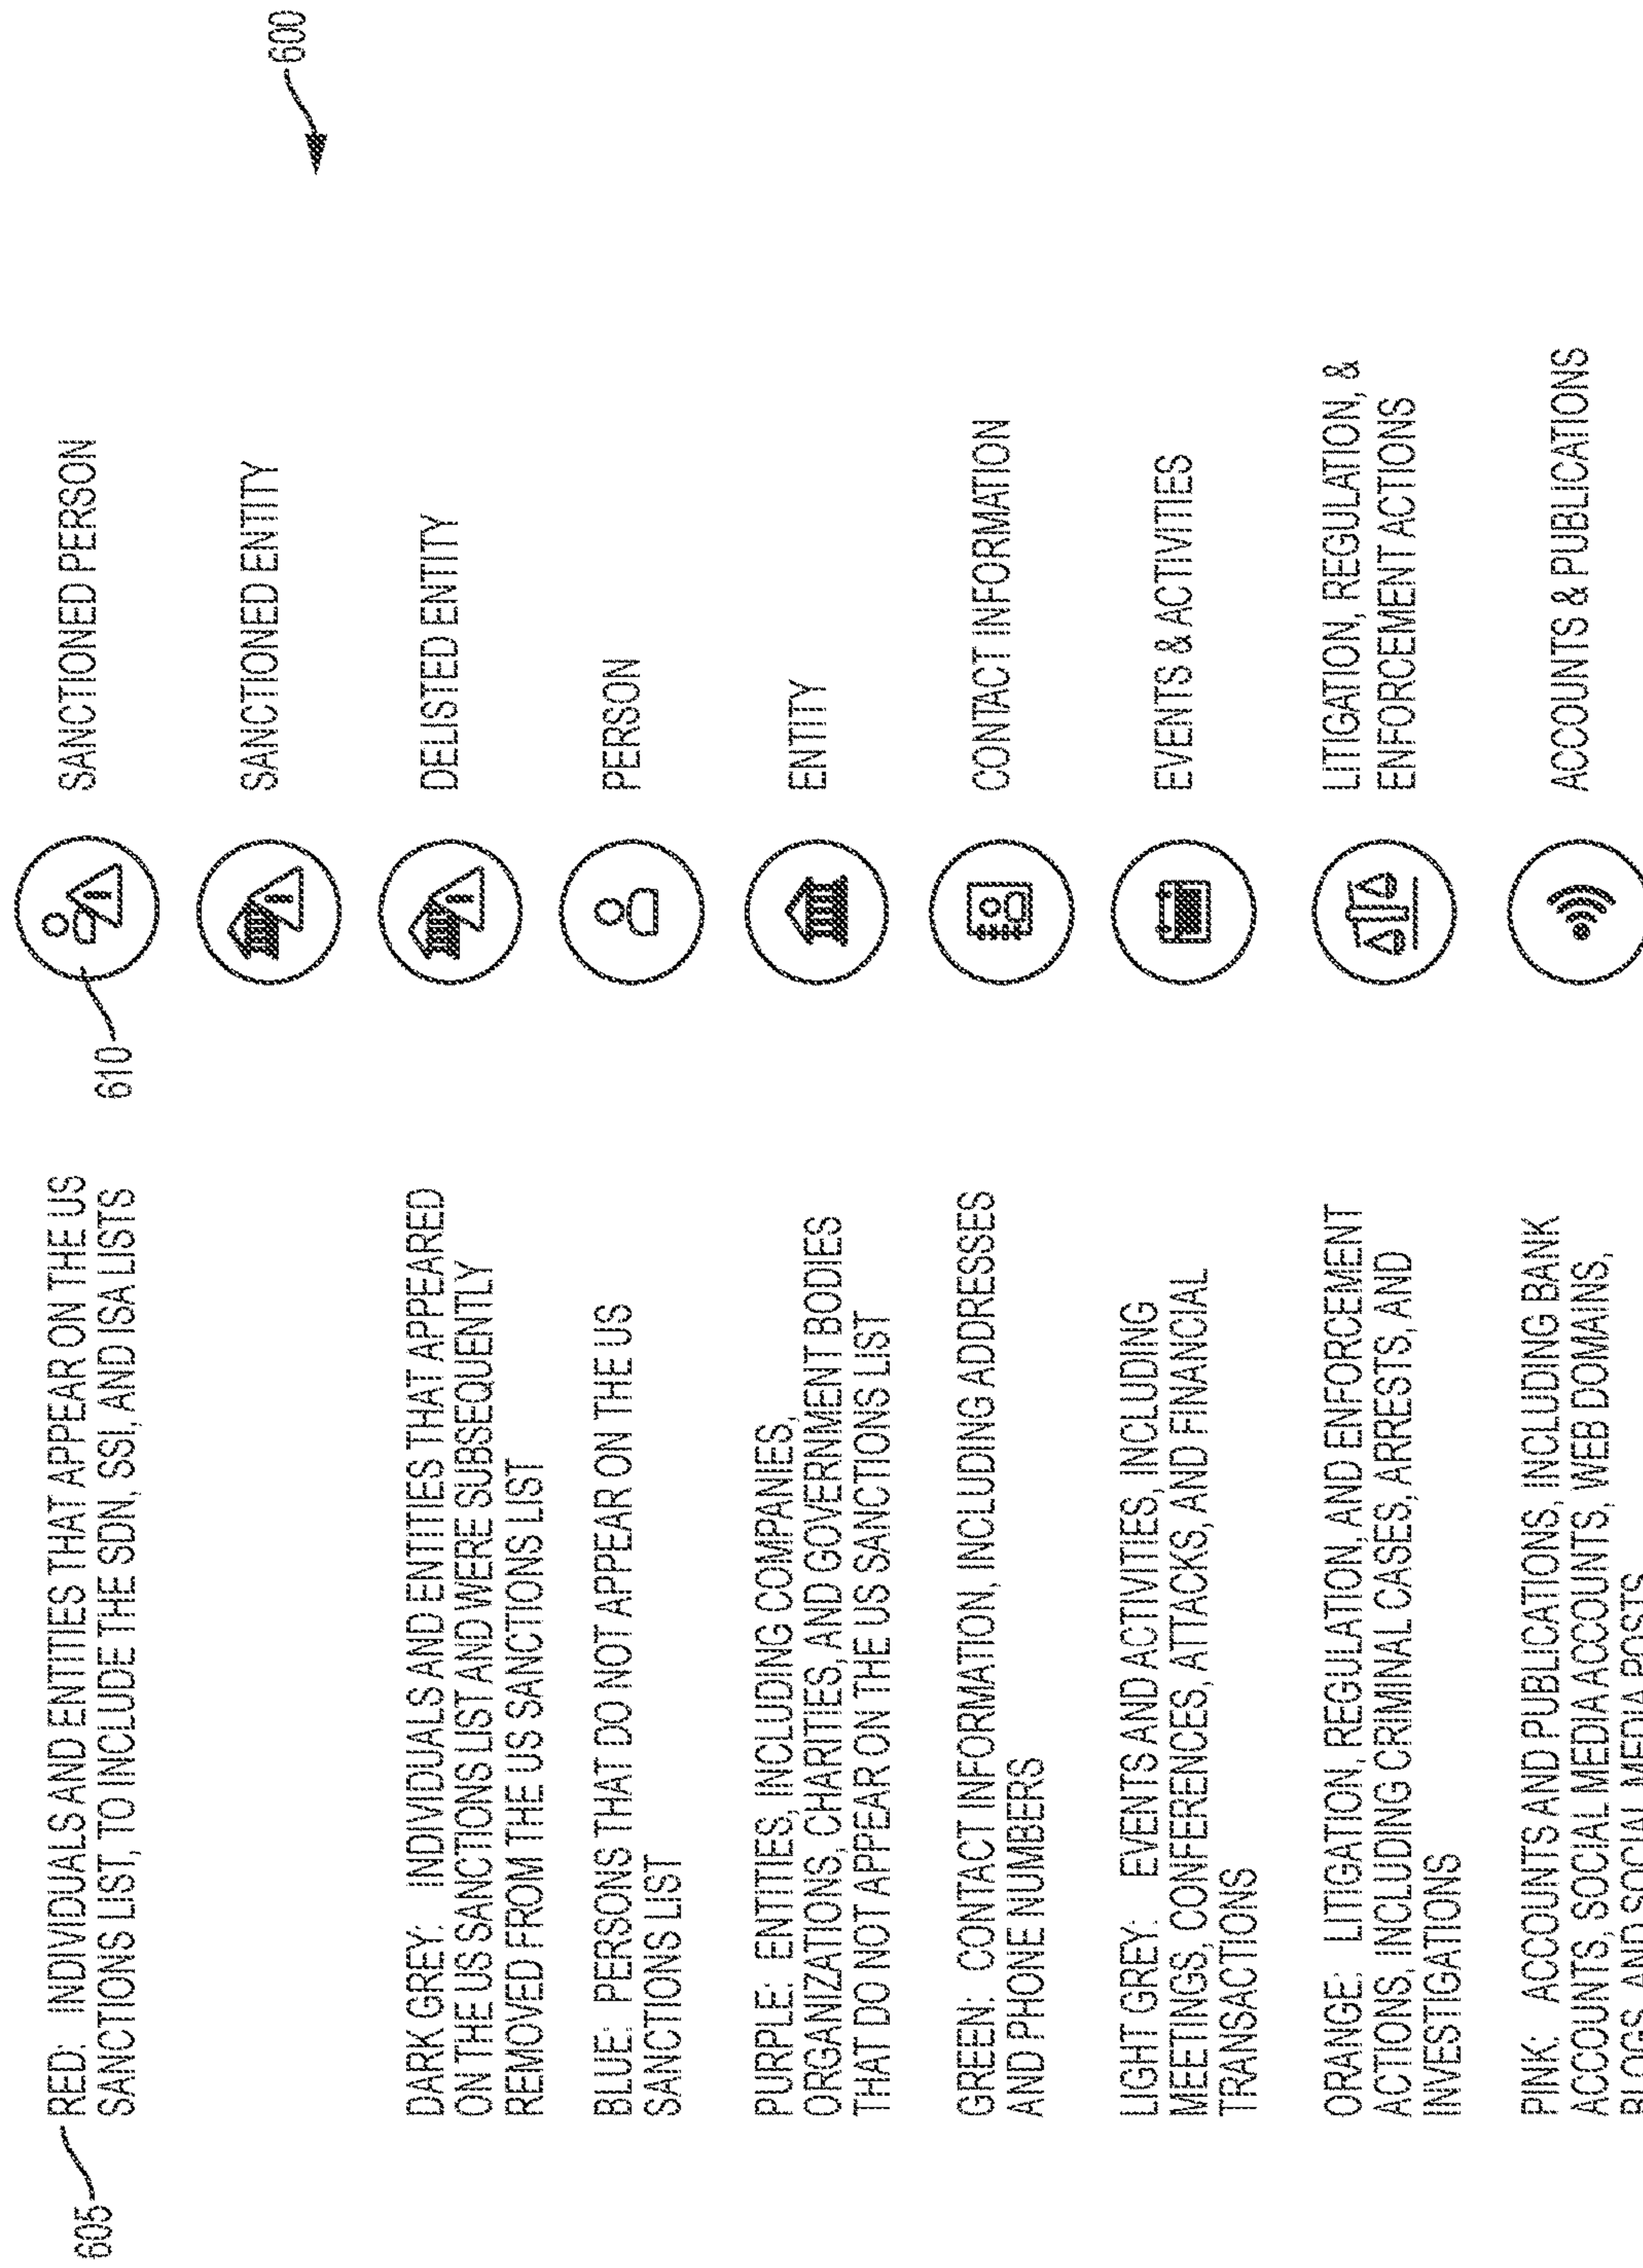 600
605
RED: INDIVIDUALS AND ENTITIES THAT APPEAR ON THE US
SANCTIONS LIST, TO INCLUDE THE SDN, SSI, AND ISA LISTS
610
SANCTIONED PERSON
SANCTIONED ENTITY
DARK GREY: INDIVIDUALS AND ENTITIES THAT APPEARED
ON THE US SANCTIONS LIST AND WERE SUBSEQUENTLY
REMOVED FROM THE US SANCTIONS LIST
DELISTED ENTITY
BLUE: PERSONS THAT DO NOT APPEAR ON THE US
SANCTIONS LIST
PERSON
PURPLE: ENTITIES, INCLUDING COMPANIES,
ORGANIZATIONS, CHARITIES, AND GOVERNMENT BODIES
THAT DO NOT APPEAR ON THE US SANCTIONS LIST
ENTITY
GREEN: CONTACT INFORMATION, INCLUDING ADDRESSES
AND PHONE NUMBERS
CONTACT INFORMATION
LIGHT GREY: EVENTS AND ACTIVITIES, INCLUDING
MEETINGS, CONFERENCES, ATTACKS, AND FINANCIAL
TRANSACTIONS
EVENTS & ACTIVITIES
ORANGE: LITIGATION, REGULATION, AND ENFORCEMENT
ACTIONS, INCLUDING CRIMINAL CASES, ARRESTS, AND
INVESTIGATIONS
LITIGATION, REGULATION, &
ENFORCEMENT ACTIONS
PINK: ACCOUNTS AND PUBLICATIONS, INCLUDING BANK
ACCOUNTS, SOCIAL MEDIA ACCOUNTS, WEB DOMAINS,
BLOGS, AND SOCIAL MEDIA POSTS
ACCOUNTS & PUBLICATIONS